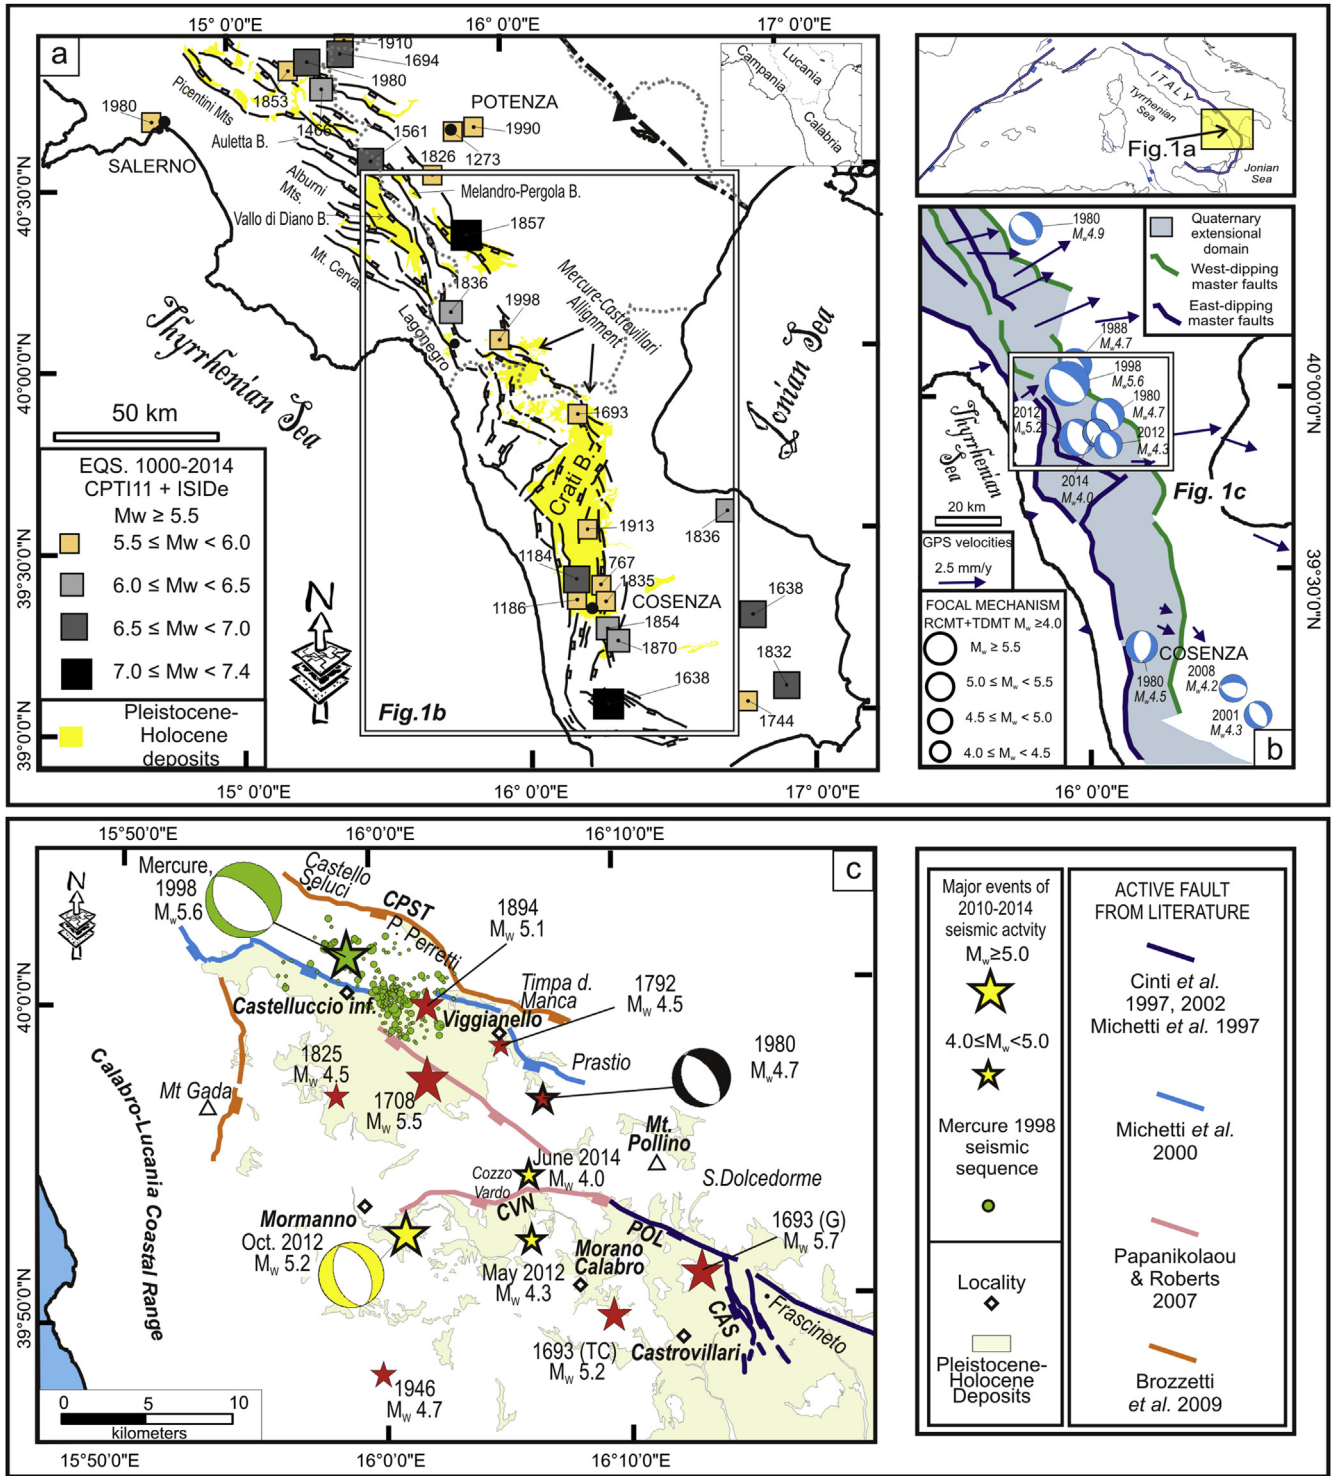 15° 0'0"E
16° 0'0"E
17° 0'0"E
a
1910
1694
1980
1853
Picentini Mts
1980
SALERNO
1466
Auletta B.
1561
POTENZA
1990
1273
1826
Alburni
Mts.
Melandro-Pergola B.
Vallo di Diano B.
1857
Mt. Cervati
1836
1998
Mercure-Castrovillari
Allignment
Lagonegro
Thyrrhenian
Sea
Jonian Sea
Campania
Lucania
Calabria
40°30'0"N
40°0'0"N
39°30'0"N
39°0'0"N
50 km
1693
Crati B.
1913
1836
1184
767
1835
1186
COSENZA
1854
1870
1638
1832
1638
1744
Fig.1b
EQS. 1000-2014
CPTI11 + ISIDe
Mw ≥ 5.5
5.5 ≤ Mw < 6.0
6.0 ≤ Mw < 6.5
6.5 ≤ Mw < 7.0
7.0 ≤ Mw < 7.4
Pleistocene-
Holocene
deposits
N
15° 0'0"E
16° 0'0"E
17° 0'0"E
ITALY
Tyrrhenian
Sea
Fig.1a
Jonian
Sea
1980
Mw4.9
Quaternary
extensional
domain
West-dipping
master faults
East-dipping
master faults
1988
Mw4.7
1998
Mw5.6
1980
Mw4.7
2012
Mw5.2
2012
Mw4.3
2014
Mw4.0
Fig. 1c
Thyrrhenian
Sea
20 km
GPS velocities
2.5 mm/y
FOCAL MECHANISM
RCMT+TDMT Mw ≥4.0
Mw ≥ 5.5
5.0 ≤ Mw < 5.5
4.5 ≤ Mw < 5.0
4.0 ≤ Mw < 4.5
COSENZA
1980
Mw4.5
2008
Mw4.2
2001
Mw4.3
b
40°0'0"N
39°30'0"N
16° 0'0"E
15°50'0"E
16°0'0"E
16°10'0"E
c
N
Mercure,
1998
Mw5.6
Castello
Seluci
CPST
P. Perretti
1894
Mw 5.1
1792
Mw 4.5
Timpa d.
Manca
Castelluccio inf.
Viggianello
Prastio
1980
Mw4.7
1825
Mw 4.5
Mt Gada
1708
Mw 5.5
Calabro-Lucania Coastal Range
Mt.
Pollino
June 2014
Mw 4.0
Cozzo
Vardo
CVN
S.Dolcedorme
Mormanno
Oct. 2012
Mw 5.2
POL
1693 (G)
Mw 5.7
May 2012
Mw 4.3
Morano
Calabro
CAS
Frascineto
1693 (TC)
Mw 5.2
Castrovillari
1946
Mw 4.7
0 5 10
kilometers
40°0'0"N
39°50'0"N
15°50'0"E
16°0'0"E
16°10'0"E
Major events of
2010-2014
seismic actvity
Mw≥5.0
4.0≤Mw<5.0
Mercure 1998
seismic
sequence
Locality
Pleistocene-
Holocene
Deposits
ACTIVE FAULT
FROM LITERATURE
Cinti et al.
1997, 2002
Michetti et al. 1997
Michetti et al.
2000
Papanikolaou
& Roberts
2007
Brozzetti
et al. 2009